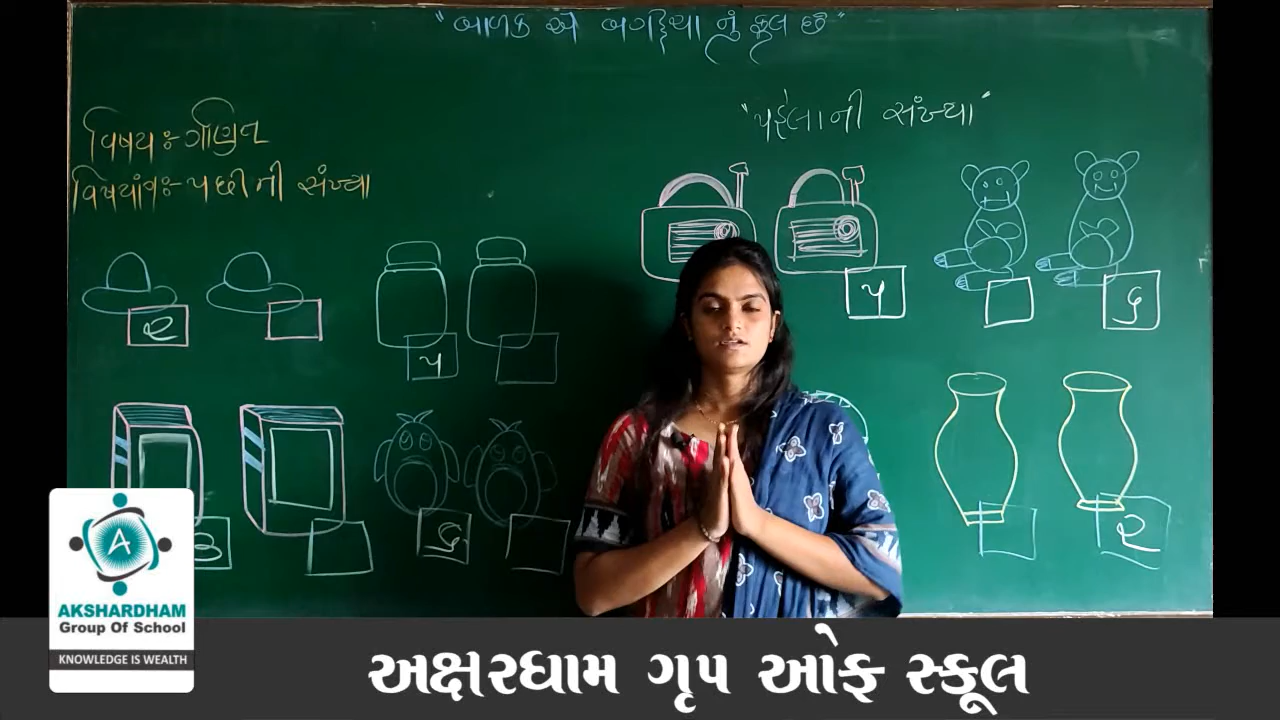 "બાળક એ બગીચા નું ફૂલ છે"
વિષય:- ગણિત
વિષયાંગ:- પછી ની સંખ્યા
"પહેલા ની સંખ્યા"
૫
૬
૨
૫
૬
૨
A
AKSHARDHAM
Group Of School
KNOWLEDGE IS WEALTH
અક્ષરધામ ગૃપ ઓફ સ્કૂલ